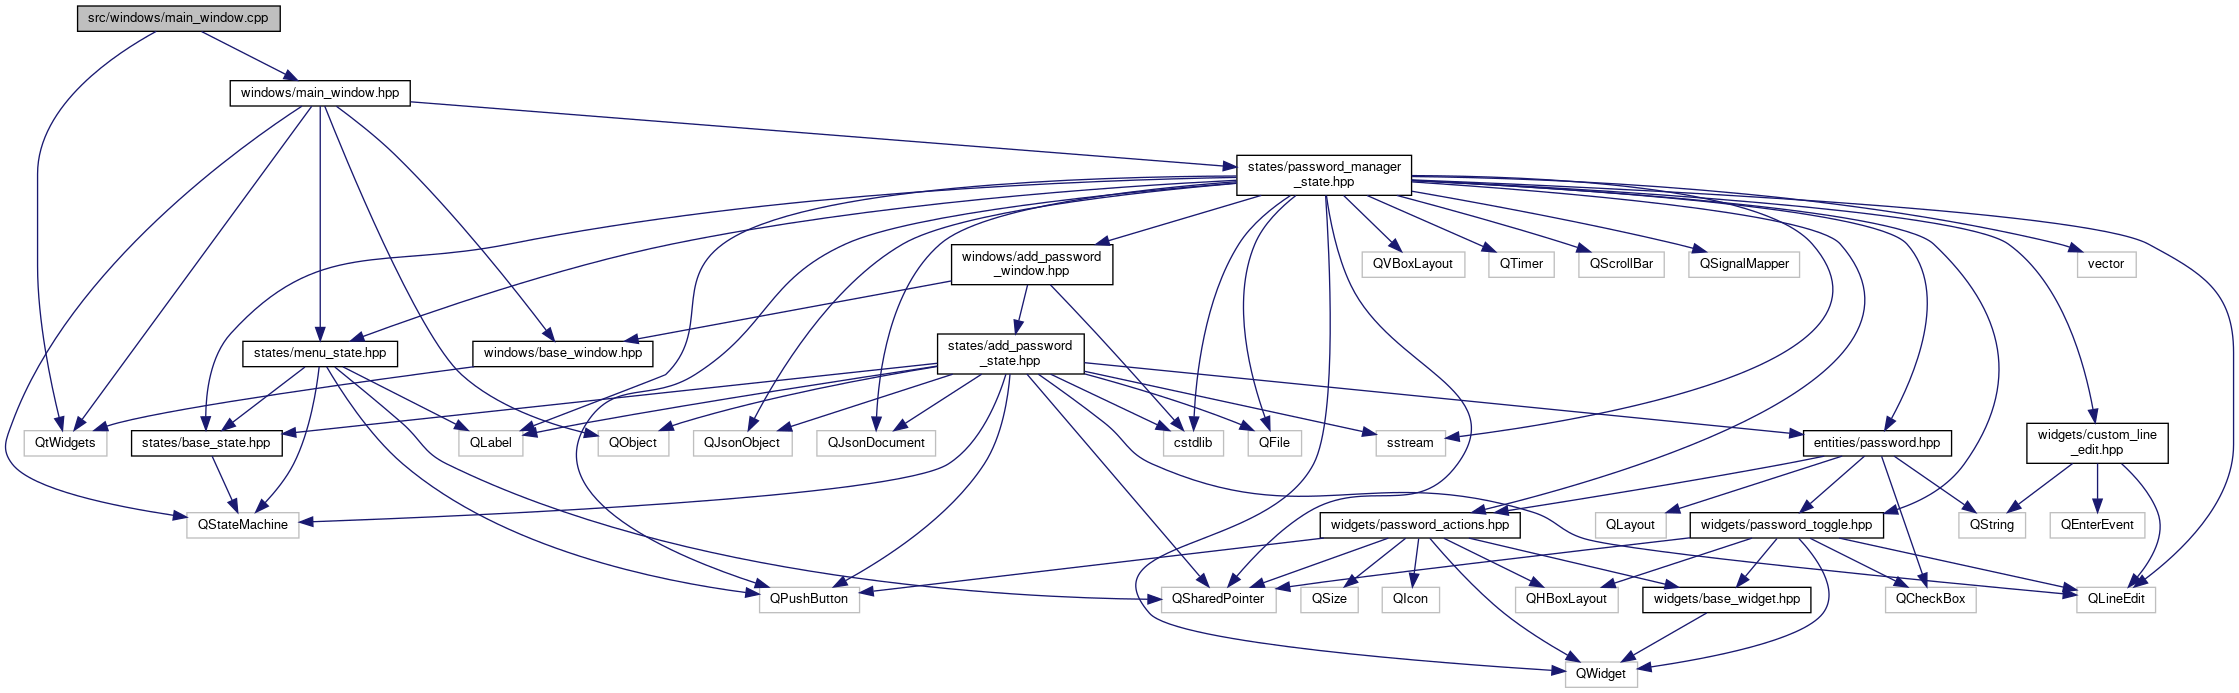 src/windows/main_window.cpp
windows/main_window.hpp
states/password_manager
_state.hpp
windows/add_password
_window.hpp
QVBoxLayout
QTimer
QScrollBar
QSignalMapper
vector
states/menu_state.hpp
windows/base_window.hpp
states/add_password
_state.hpp
QtWidgets
states/base_state.hpp
QLabel
QObject
QJsonObject
QJsonDocument
cstdlib
QFile
sstream
entities/password.hpp
widgets/custom_line
_edit.hpp
QStateMachine
widgets/password_actions.hpp
QLayout
widgets/password_toggle.hpp
QString
QEnterEvent
QPushButton
QSharedPointer
QSize
QIcon
QHBoxLayout
widgets/base_widget.hpp
QCheckBox
QLineEdit
QWidget